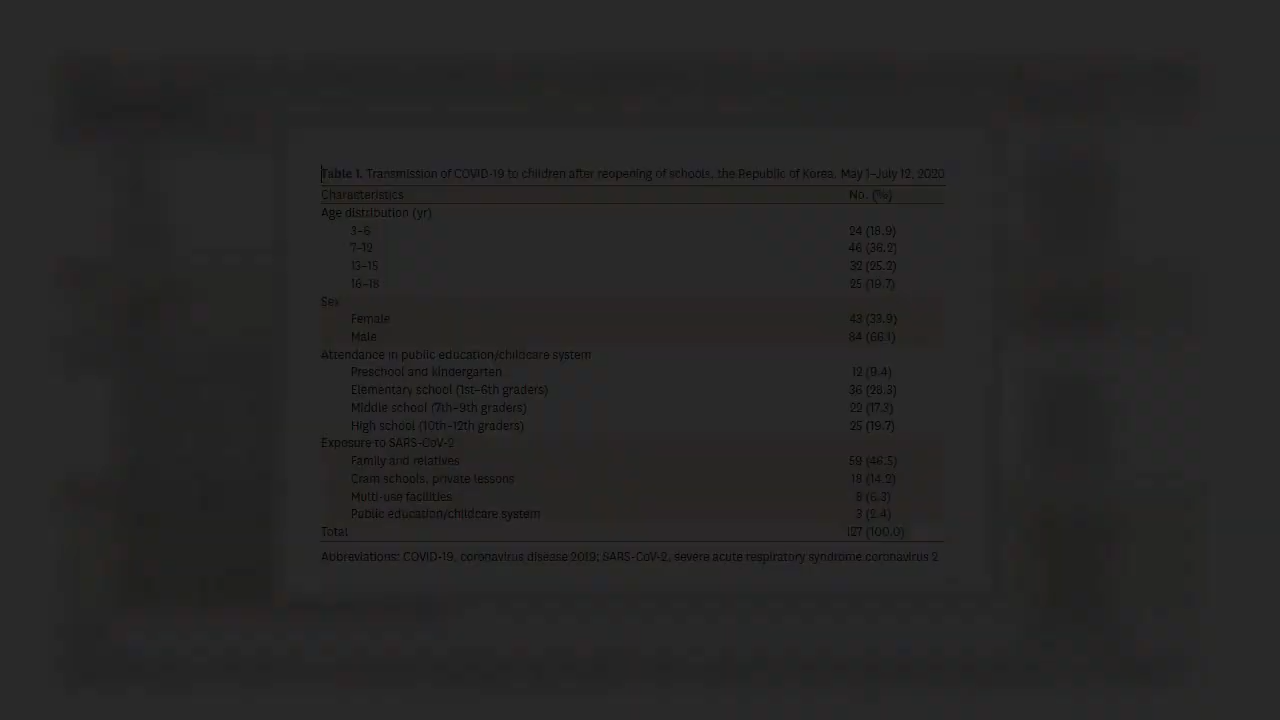 Table 1. Transmission of COVID-19 to children after reopening of schools, the Republic of Korea, May 1–July 12, 2020
Characteristics No. (%)
Age distribution (yr)
3–6 24 (18.9)
7–12 46 (36.2)
13–15 32 (25.2)
16–18 25 (19.7)
Sex
Female 43 (33.9)
Male 84 (66.1)
Attendance in public education/childcare system
Preschool and kindergarten 12 (9.4)
Elementary school (1st–6th graders) 36 (28.3)
Middle school (7th–9th graders) 22 (17.3)
High school (10th–12th graders) 25 (19.7)
Exposure to SARS-CoV-2
Family and relatives 59 (46.5)
Cram schools, private lessons 18 (14.2)
Multi-use facilities 8 (6.3)
Public education/childcare system 3 (2.4)
Total 127 (100.0)
Abbreviations: COVID-19, coronavirus disease 2019; SARS-CoV-2, severe acute respiratory syndrome coronavirus 2